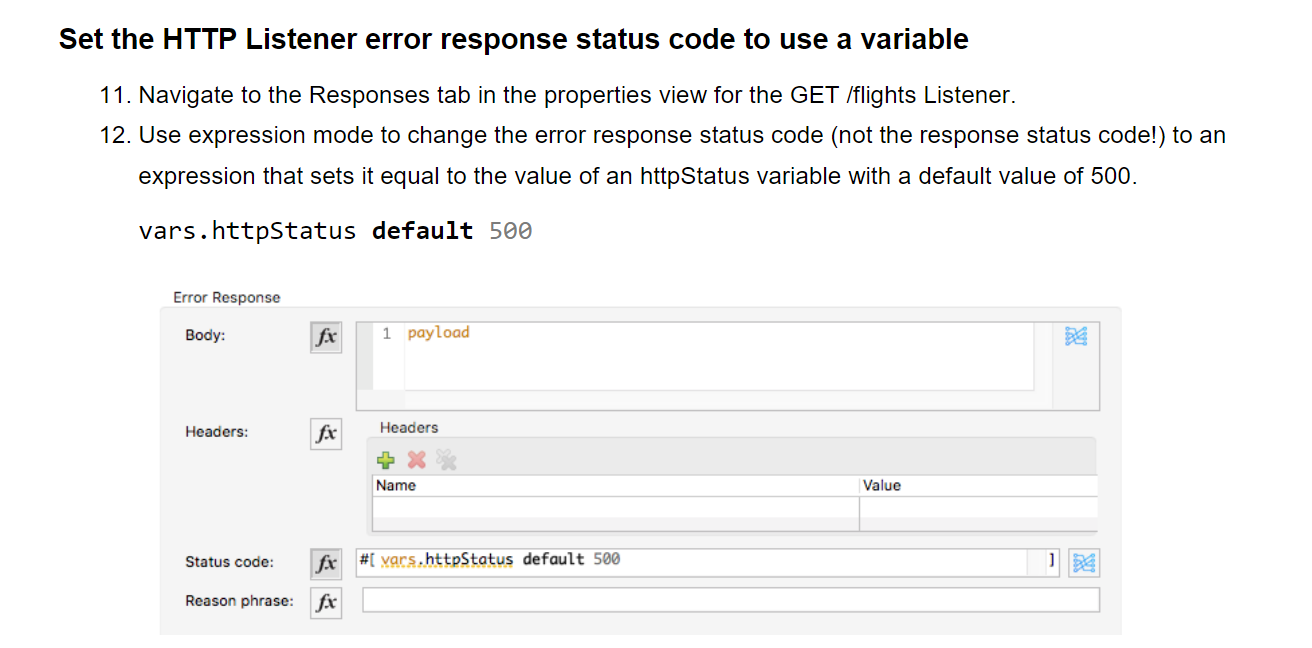 Set the HTTP Listener error response status code to use a variable
11. Navigate to the Responses tab in the properties view for the GET /flights Listener.
12. Use expression mode to change the error response status code (not the response status code!) to an
expression that sets it equal to the value of an httpStatus variable with a default value of 500.
vars.httpStatus default 500
Error Response
Body: fx 1 payload
Headers: fx Headers
Name Value
Status code: fx #[ vars.httpStatus default 500 ]
Reason phrase: fx